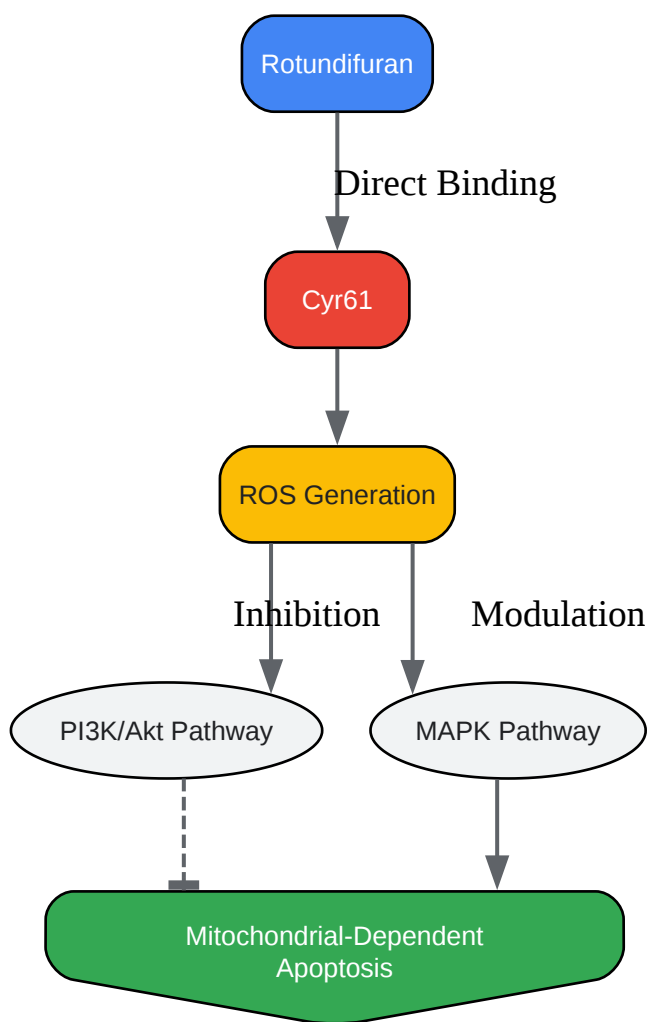 Rotundifuran
Direct Binding
Cyr61
ROS Generation
Inhibition
Modulation
PI3K/Akt Pathway
MAPK Pathway
Mitochondrial-Dependent
Apoptosis